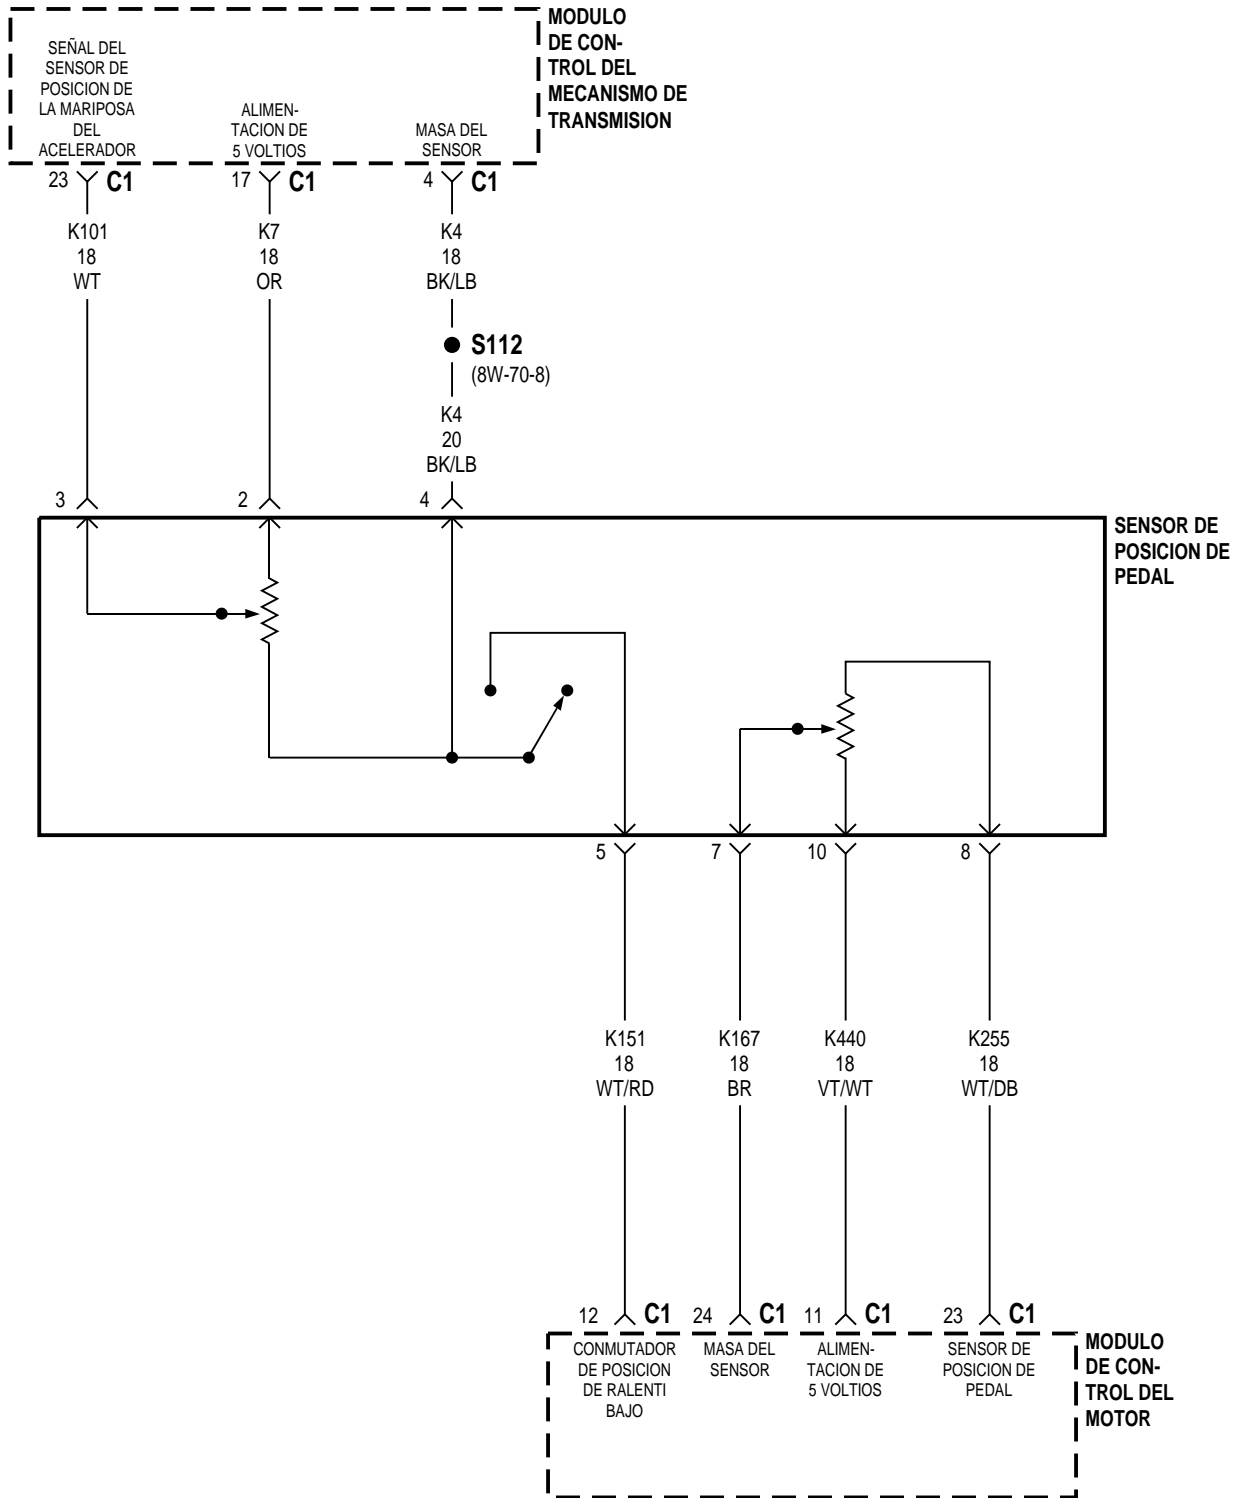 MODULO
DE CON-
TROL DEL
MECANISMO DE
TRANSMISION
SEÑAL DEL
SENSOR DE
POSICION DE
LA MARIPOSA
DEL
ACELERADOR
ALIMEN-
TACION DE
5 VOLTIOS
MASA DEL
SENSOR
23 C1
17 C1
4 C1
K101
18
WT
K7
18
OR
K4
18
BK/LB
S112
(8W-70-8)
K4
20
BK/LB
3
2
4
SENSOR DE
POSICION DE
PEDAL
5
7
10
8
K151
18
WT/RD
K167
18
BR
K440
18
VT/WT
K255
18
WT/DB
12 C1
24 C1
11 C1
23 C1
CONMUTADOR
DE POSICION
DE RALENTI
BAJO
MASA DEL
SENSOR
ALIMEN-
TACION DE
5 VOLTIOS
SENSOR DE
POSICION DE
PEDAL
MODULO
DE CON-
TROL DEL
MOTOR